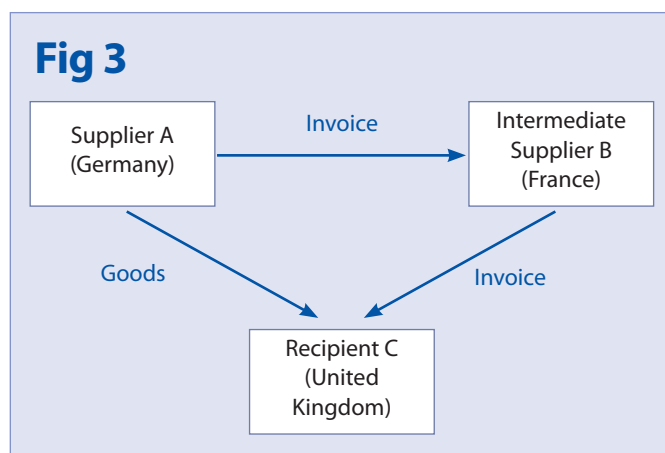 Fig 3
Supplier A
(Germany)
Invoice
Intermediate
Supplier B
(France)
Goods
Invoice
Recipient C
(United
Kingdom)